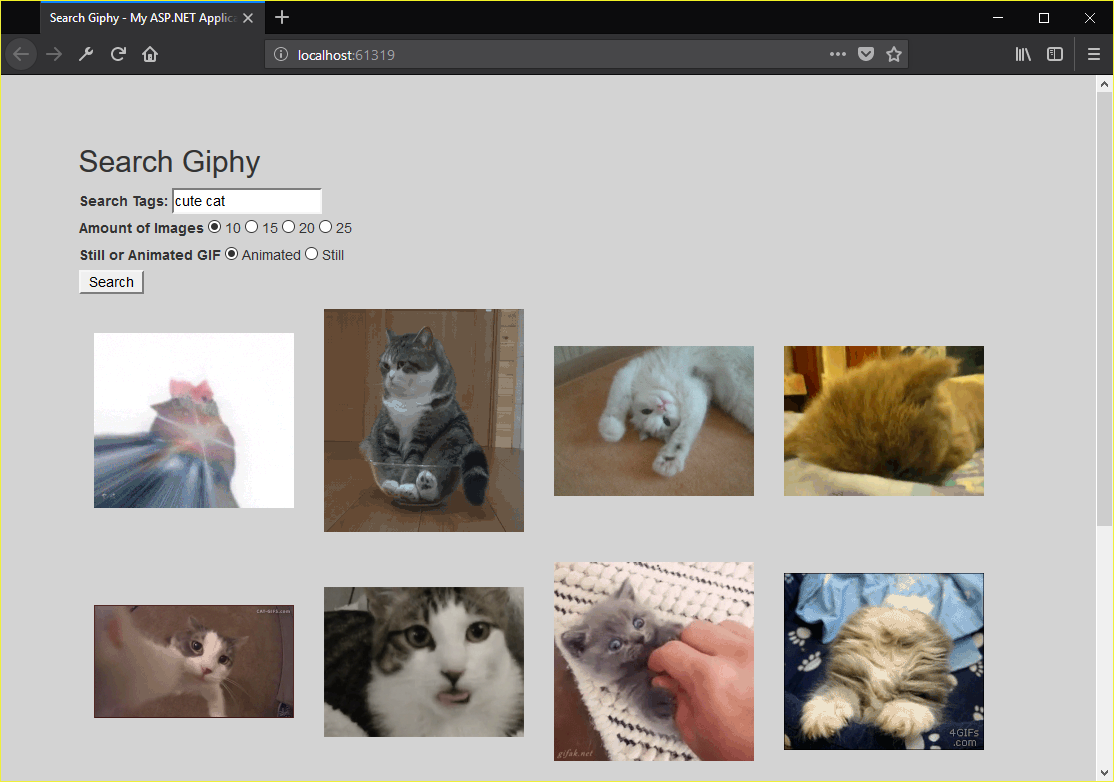 Search Giphy - My ASP.NET Applica
localhost:61319
Search Giphy
Search Tags: cute cat
Amount of Images 10 15 20 25
Still or Animated GIF Animated Still
Search
CAT-GIFS.COM
gifak.net
4GIFs
.com